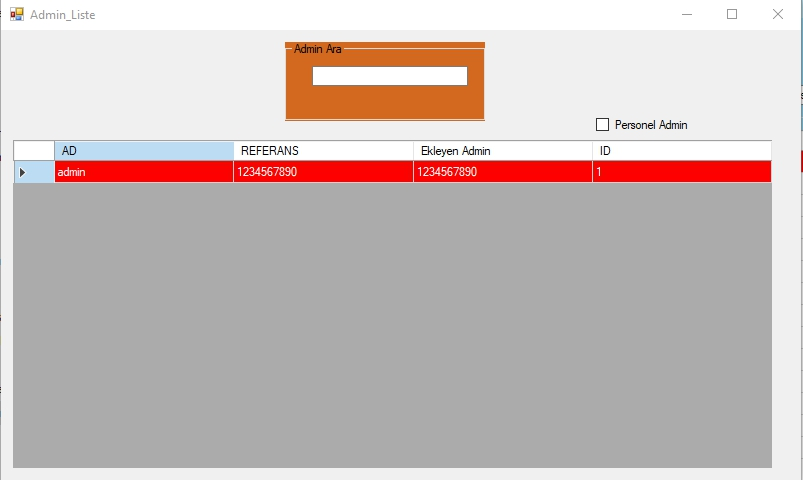 Admin_Liste
Admin Ara
Personel Admin
AD REFERANS Ekleyen Admin ID
admin 1234567890 1234567890 1